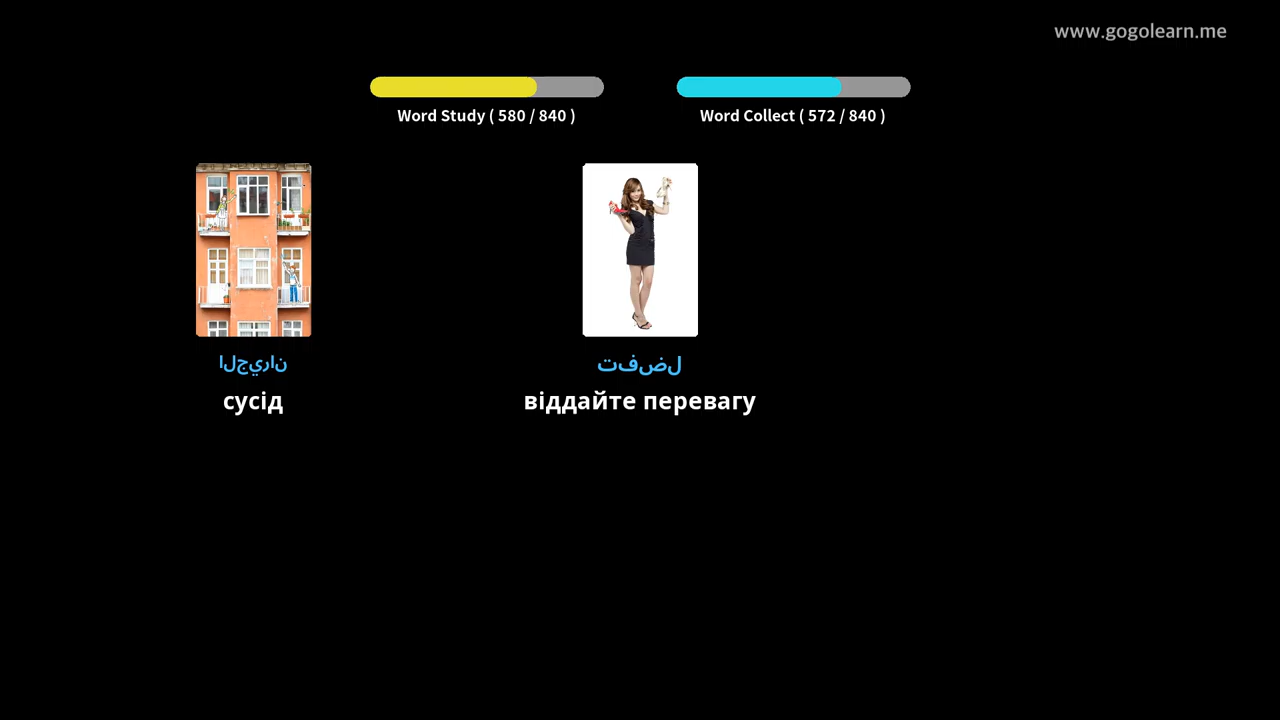 www.gogolearn.me
Word Study ( 580 / 840 )
Word Collect ( 572 / 840 )
الجيران
сусід
تفضل
віддайте перевагу